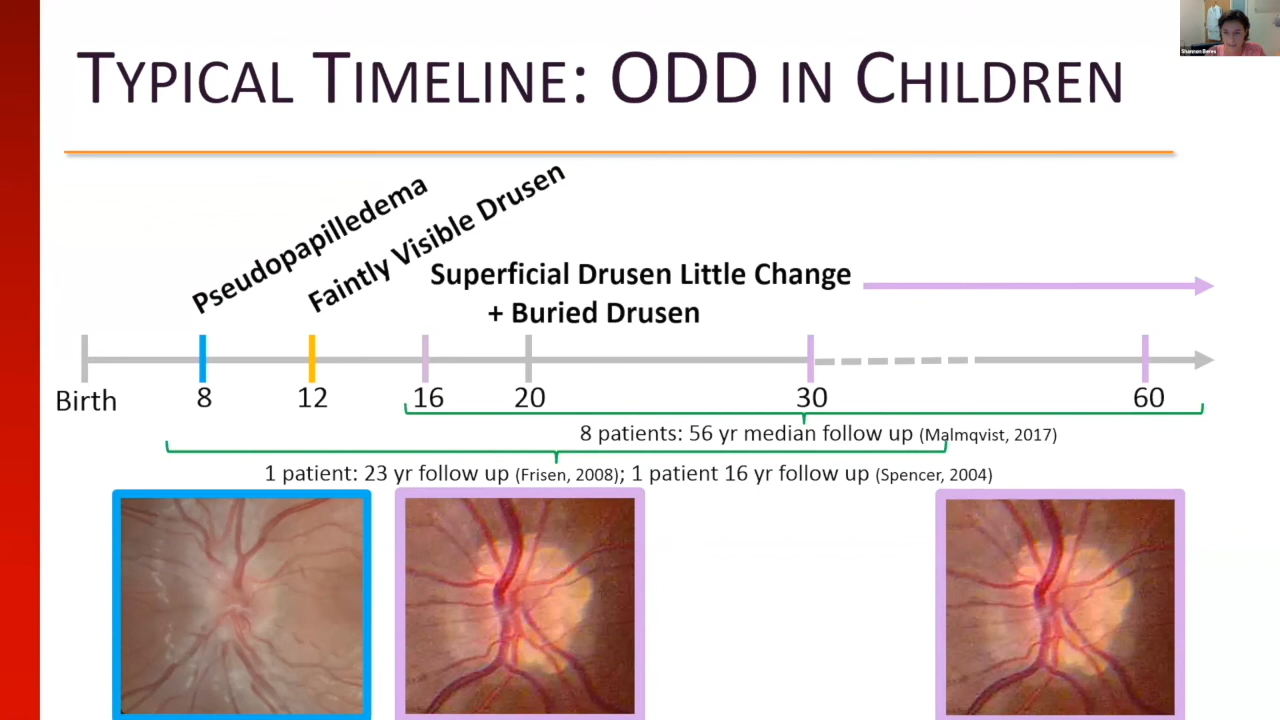 TYPICAL TIMELINE: ODD IN CHILDREN
Shannon Beres
Pseudopapilledema
Faintly Visible Drusen
Superficial Drusen Little Change
+ Buried Drusen
Birth 8 12 16 20 30 60
8 patients: 56 yr median follow up (Malmqvist, 2017)
1 patient: 23 yr follow up (Frisen, 2008); 1 patient 16 yr follow up (Spencer, 2004)